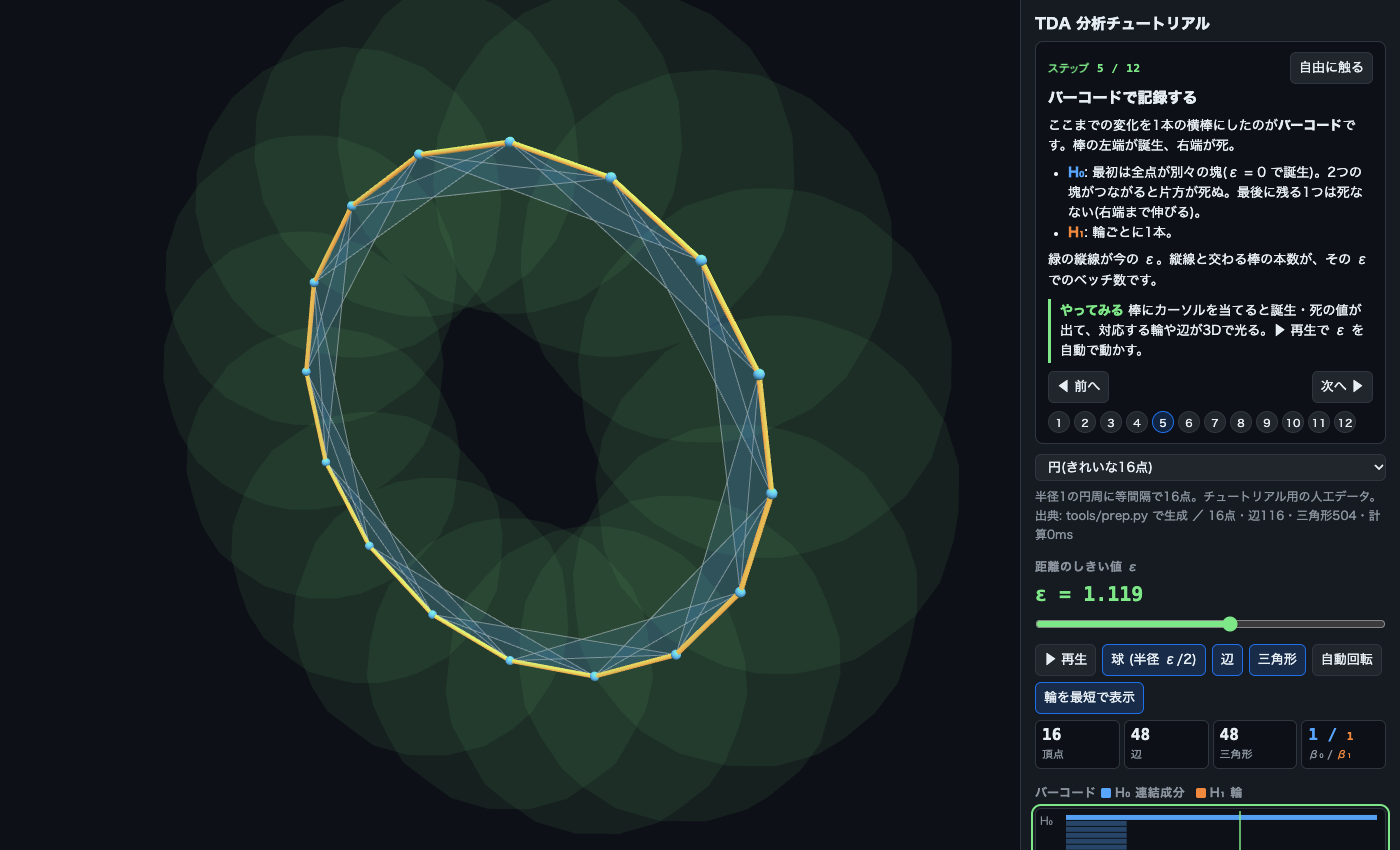 TDA 分析チュートリアル
ステップ 5 / 12
自由に触る
バーコードで記録する
ここまでの変化を1本の横棒にしたのがバーコードで
す。棒の左端が誕生、右端が死。
• H₀: 最初は全点が別々の塊(ε = 0 で誕生)。2つの
塊がつながると片方が死ぬ。最後に残る1つは死な
ない(右端まで伸びる)。
• H₁: 輪ごとに1本。
緑の縦線が今の ε。縦線と交わる棒の本数が、その ε
でのベッチ数です。
やってみる 棒にカーソルを当てると誕生・死の値が
出て、対応する輪や辺が3Dで光る。▶ 再生で ε を
自動で動かす。
◀ 前へ
次へ ▶
1 2 3 4 5 6 7 8 9 10 11 12
円(きれいな16点)
半径1の円周に等間隔で16点。チュートリアル用の人工データ。
出典: tools/prep.py で生成 ／ 16点・辺116・三角形504・計
算0ms
距離のしきい値 ε
ε = 1.119
▶ 再生 球 (半径 ε/2) 辺 三角形 自動回転
輪を最短で表示
16 48 48 1 / 1
頂点 辺 三角形 β₀ / β₁
バーコード H₀ 連結成分 H₁ 輪
H₀